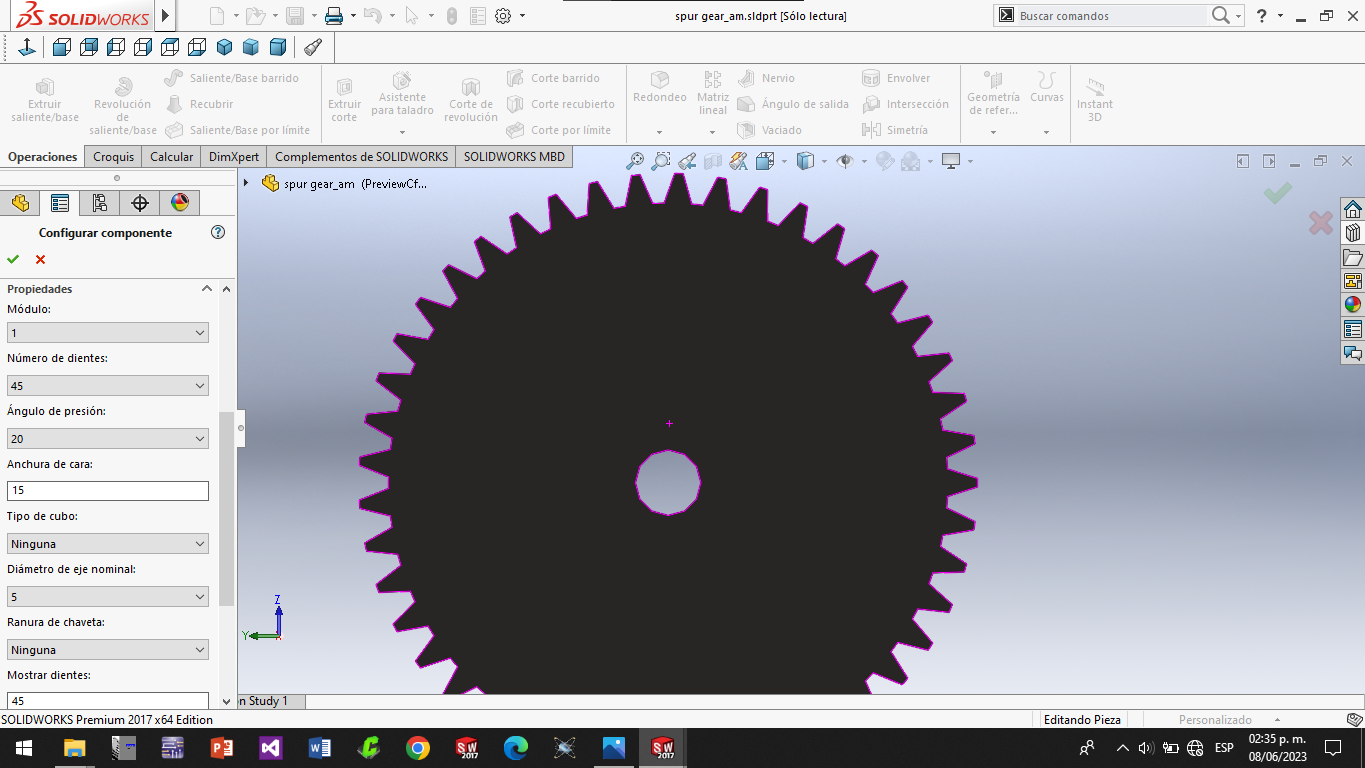 SOLIDWORKS
spur gear_am.sldprt [Sólo lectura]
Buscar comandos
Extruir saliente/base
Revolución de saliente/base
Saliente/Base barrido
Recubrir
Saliente/Base por límite
Extruir corte
Asistente para taladro
Corte de revolución
Corte barrido
Corte recubierto
Corte por límite
Redondeo
Matriz lineal
Nervio
Ángulo de salida
Vaciado
Envolver
Intersección
Simetría
Geometría de refer...
Curvas
Instant 3D
Operaciones
Croquis
Calcular
DimXpert
Complementos de SOLIDWORKS
SOLIDWORKS MBD
spur gear_am (PreviewCf...
Configurar componente
Propiedades
Módulo:
1
Número de dientes:
45
Ángulo de presión:
20
Anchura de cara:
15
Tipo de cubo:
Ninguna
Diámetro de eje nominal:
5
Ranura de chaveta:
Ninguna
Mostrar dientes:
45
Z
Y
n Study 1
SOLIDWORKS Premium 2017 x64 Edition
Editando Pieza
Personalizado
ESP
02:35 p. m.
08/06/2023